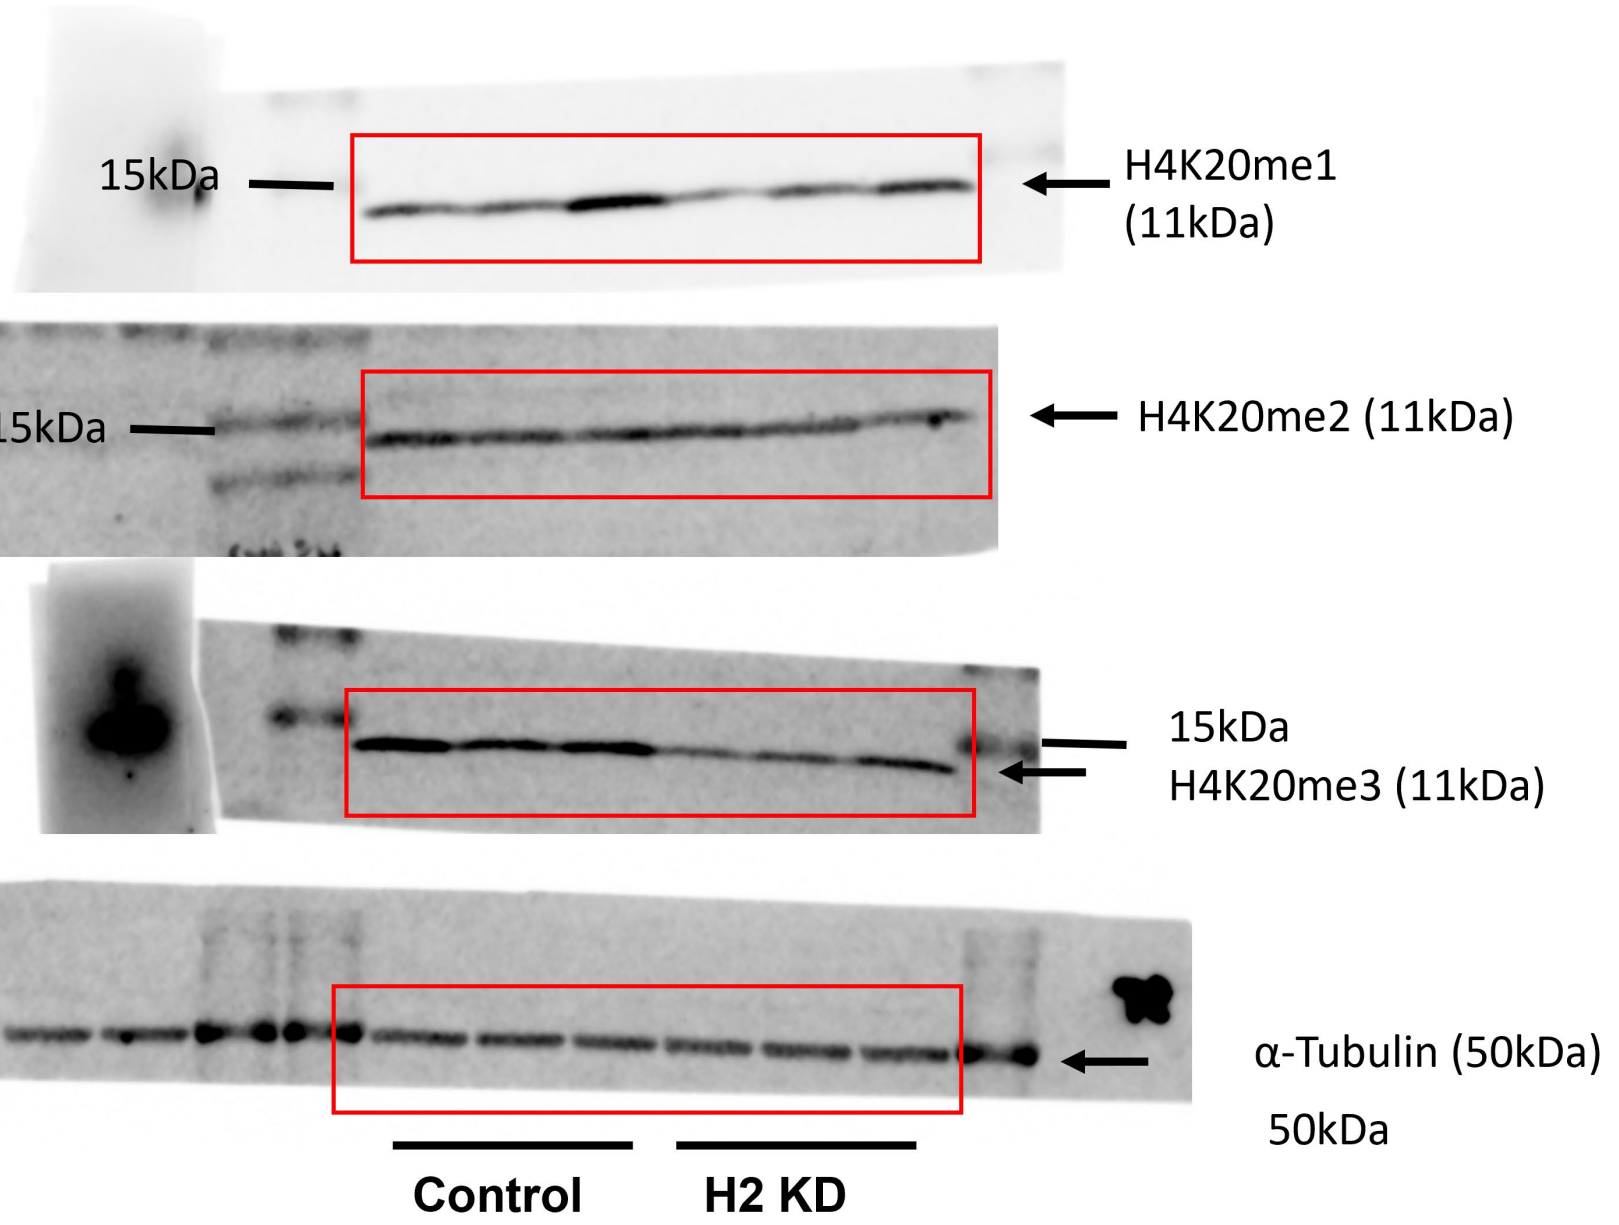 15kDa
H4K20me1
(11kDa)
15kDa
H4K20me2 (11kDa)
15kDa
H4K20me3 (11kDa)
α-Tubulin (50kDa)
50kDa
Control
H2 KD